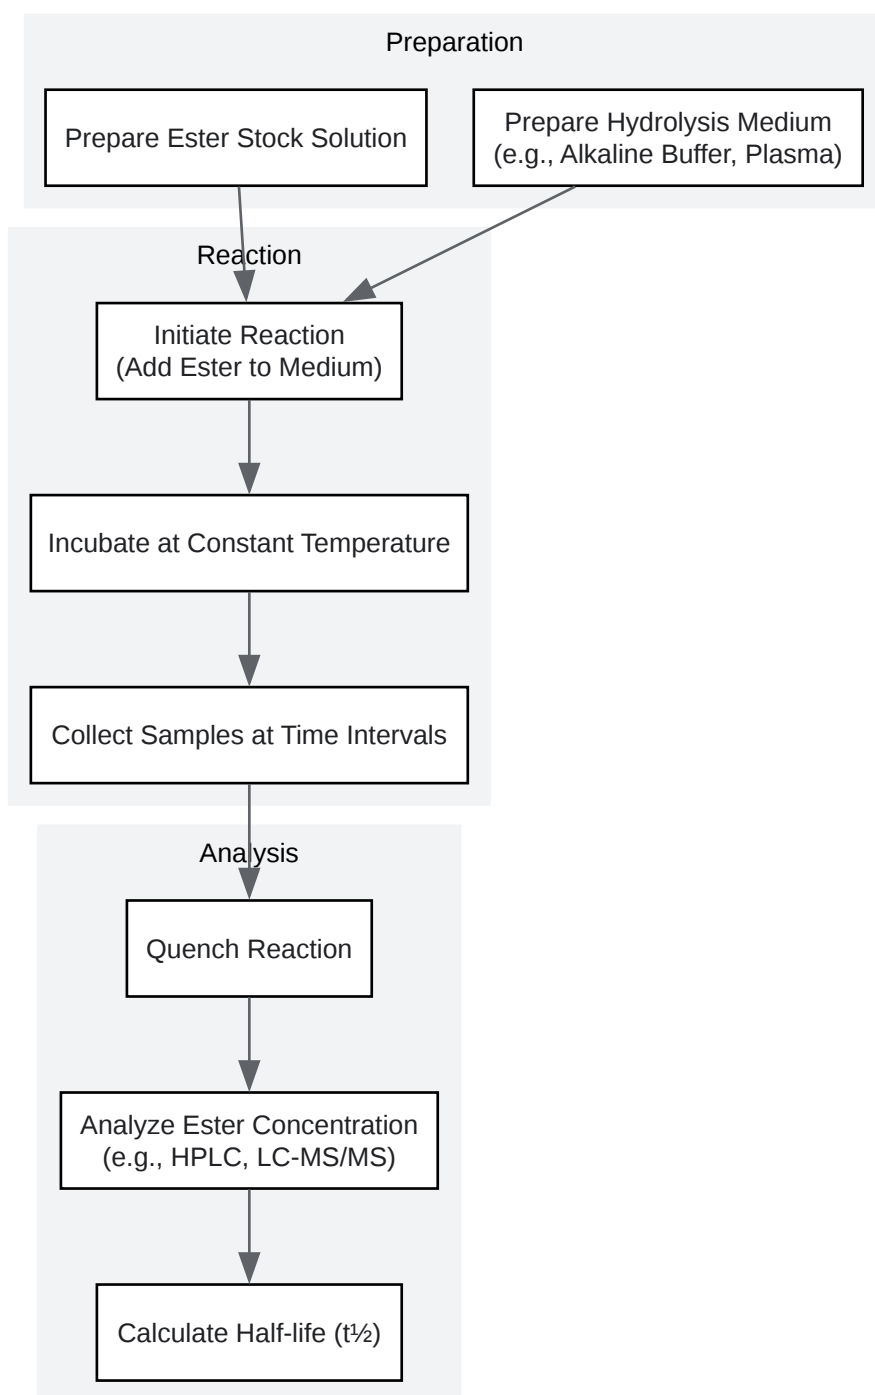 Preparation
Prepare Ester Stock Solution
Prepare Hydrolysis Medium
(e.g., Alkaline Buffer, Plasma)
Reaction
Initiate Reaction
(Add Ester to Medium)
Incubate at Constant Temperature
Collect Samples at Time Intervals
Analysis
Quench Reaction
Analyze Ester Concentration
(e.g., HPLC, LC-MS/MS)
Calculate Half-life (t½)